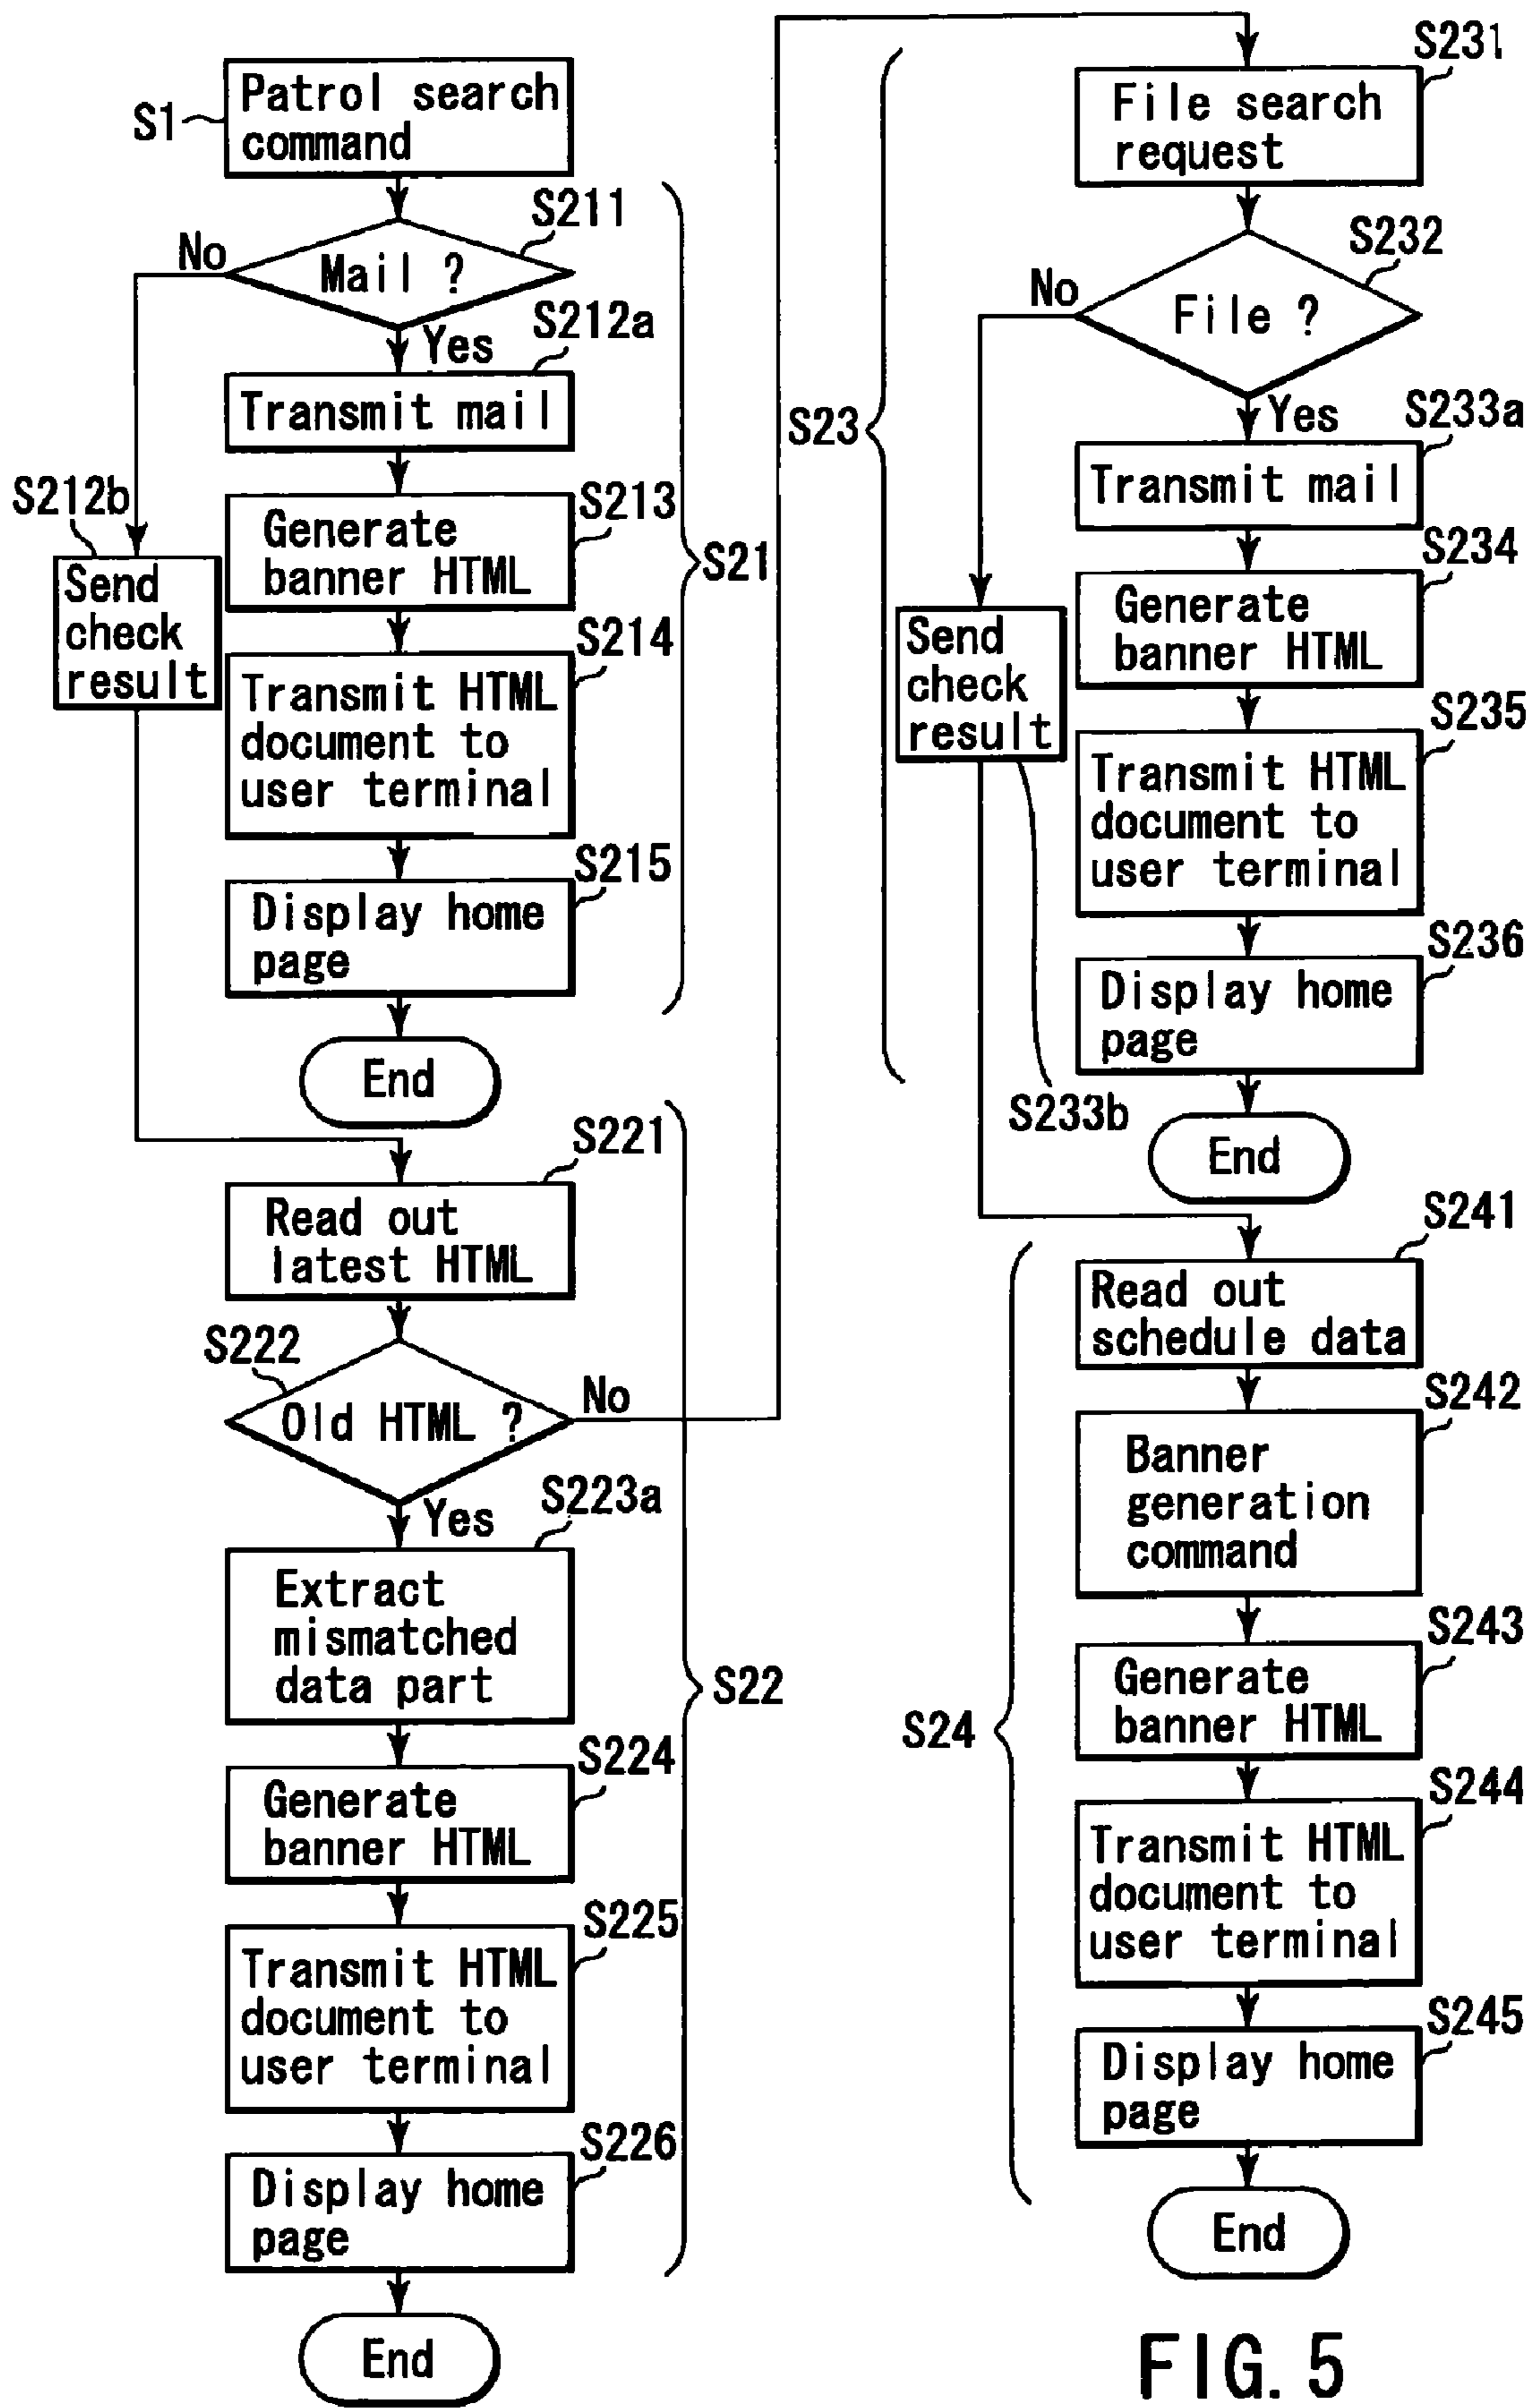 S1
Patrol search
command
S211
No
Mail ?
Yes
S212a
Transmit mail
S212b
Send
check
result
S213
Generate
banner HTML
S21
S214
Transmit HTML
document to
user terminal
S215
Display home
page
End
S221
Read out
latest HTML
S222
Old HTML ?
No
Yes
S223a
Extract
mismatched
data part
S22
S224
Generate
banner HTML
S225
Transmit HTML
document to
user terminal
S226
Display home
page
End
S231
File search
request
S232
No
File ?
Yes
S23
S233a
Transmit mail
S234
Generate
banner HTML
Send
check
result
S233b
S235
Transmit HTML
document to
user terminal
S236
Display home
page
End
S241
Read out
schedule data
S242
Banner
generation
command
S24
S243
Generate
banner HTML
S244
Transmit HTML
document to
user terminal
S245
Display home
page
End
FIG. 5